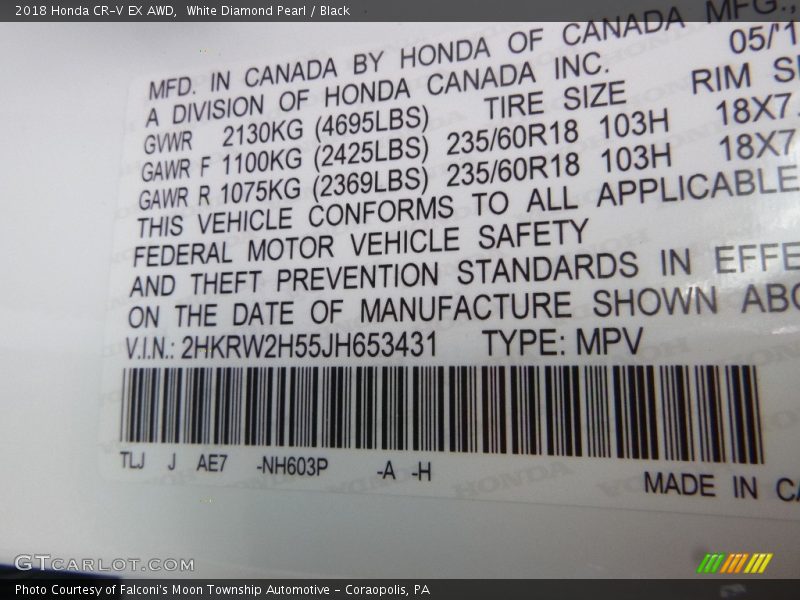 2018 Honda CR-V EX AWD, White Diamond Pearl / Black
MFD. IN CANADA BY HONDA OF CANADA MFG.,
A DIVISION OF HONDA CANADA INC. 05/'1
GVWR 2130KG (4695LBS) TIRE SIZE RIM
GAWR F 1100KG (2425LBS) 235/60R18 103H 18X7
GAWR R 1075KG (2369LBS) 235/60R18 103H 18X7
THIS VEHICLE CONFORMS TO ALL APPLICABLE
FEDERAL MOTOR VEHICLE SAFETY
AND THEFT PREVENTION STANDARDS IN EFFE
ON THE DATE OF MANUFACTURE SHOWN ABO
V.I.N.: 2HKRW2H55JH653431 TYPE: MPV
TLJ J AE7 -NH603P -A -H
MADE IN CA
GTCARLOT.COM
Photo Courtesy of Falconi's Moon Township Automotive - Coraopolis, PA